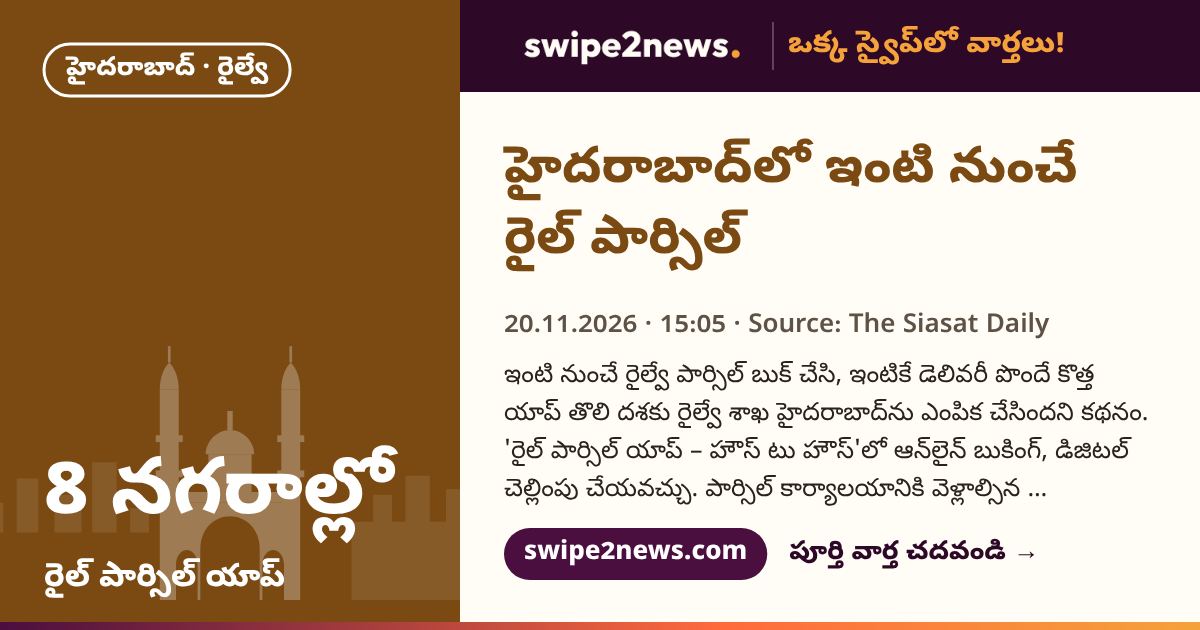 హైదరాబాద్ · రైల్వే
8 నగరాల్లో
రైల్ పార్సిల్ యాప్
swipe2news.
ఒక్క స్వైప్‌లో వార్తలు!
హైదరాబాద్‌లో ఇంటి నుంచే
రైల్ పార్సిల్
20.11.2026 · 15:05 · Source: The Siasat Daily
ఇంటి నుంచే రైల్వే పార్సిల్ బుక్ చేసి, ఇంటికే డెలివరీ పొందే కొత్త
యాప్ తొలి దశకు రైల్వే శాఖ హైదరాబాద్‌ను ఎంపిక చేసిందని కథనం.
'రైల్ పార్సిల్ యాప్ – హౌస్ టు హౌస్'లో ఆన్‌లైన్ బుకింగ్, డిజిటల్
చెల్లింపు చేయవచ్చు. పార్సిల్ కార్యాలయానికి వెళ్లాల్సిన ...
swipe2news.com
పూర్తి వార్త చదవండి →